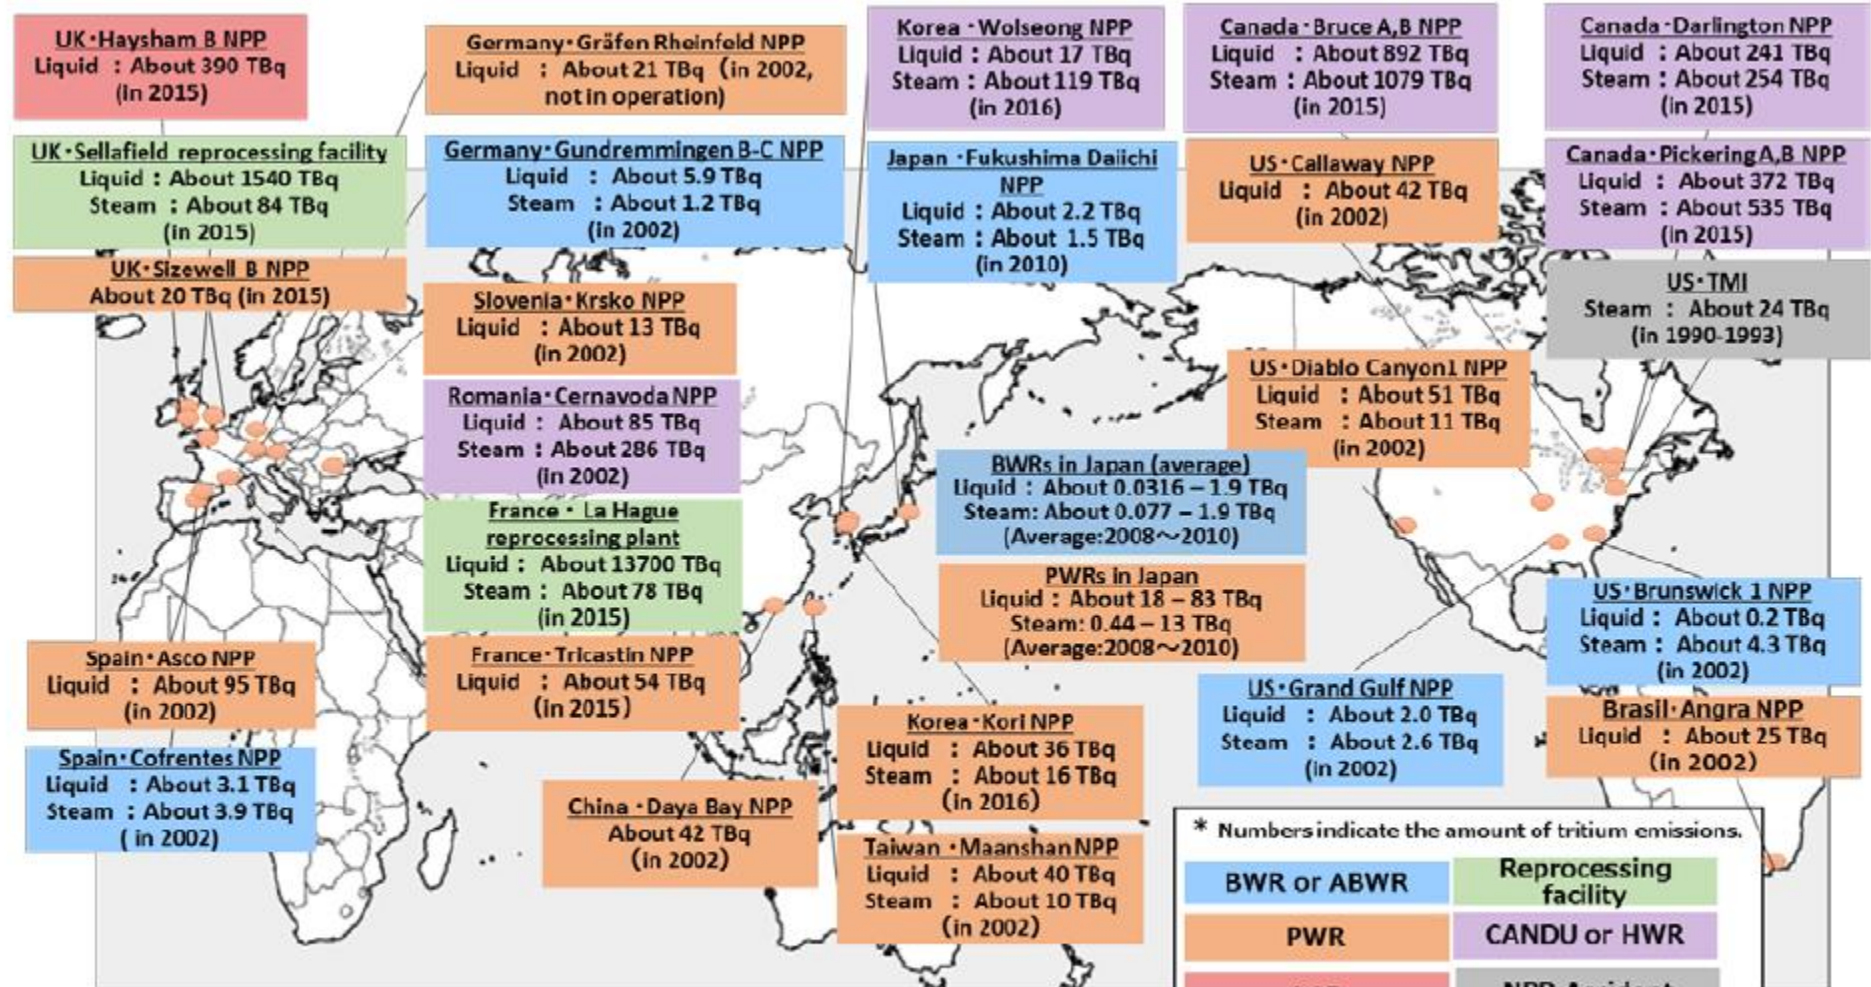 UK・Haysham B NPP
Liquid : About 390 TBq
(in 2015)
UK・Sellafield reprocessing facility
Liquid : About 1540 TBq
Steam : About 84 TBq
(in 2015)
UK・Sizewell B NPP
About 20 TBq (in 2015)
Germany・Gräfen Rheinfeld NPP
Liquid : About 21 TBq (in 2002,
not in operation)
Germany・Gundremmingen B-C NPP
Liquid : About 5.9 TBq
Steam : About 1.2 TBq
(in 2002)
Slovenia・Krsko NPP
Liquid : About 13 TBq
(in 2002)
Romania・Cernavoda NPP
Liquid : About 85 TBq
Steam : About 286 TBq
(in 2002)
France・La Hague
reprocessing plant
Liquid : About 13700 TBq
Steam : About 78 TBq
(in 2015)
France・Tricastin NPP
Liquid : About 54 TBq
(in 2015)
Spain・Asco NPP
Liquid : About 95 TBq
(in 2002)
Spain・Cofrentes NPP
Liquid : About 3.1 TBq
Steam : About 3.9 TBq
( in 2002)
China・Daya Bay NPP
About 42 TBq
(in 2002)
Korea・Wolseong NPP
Liquid : About 17 TBq
Steam : About 119 TBq
(in 2016)
Japan・Fukushima Daiichi
NPP
Liquid : About 2.2 TBq
Steam : About 1.5 TBq
(in 2010)
BWRs in Japan (average)
Liquid : About 0.0316 – 1.9 TBq
Steam: About 0.077 – 1.9 TBq
(Average:2008～2010)
PWRs in Japan
Liquid : About 18 – 83 TBq
Steam: 0.44 – 13 TBq
(Average:2008～2010)
Korea・Kori NPP
Liquid : About 36 TBq
Steam : About 16 TBq
(in 2016)
Taiwan・Maanshan NPP
Liquid : About 40 TBq
Steam : About 10 TBq
(in 2002)
Canada・Bruce A,B NPP
Liquid : About 892 TBq
Steam : About 1079 TBq
(in 2015)
US・Callaway NPP
Liquid : About 42 TBq
(in 2002)
US・Diablo Canyon1 NPP
Liquid : About 51 TBq
Steam : About 11 TBq
(in 2002)
Canada・Darlington NPP
Liquid : About 241 TBq
Steam : About 254 TBq
(in 2015)
Canada・Pickering A,B NPP
Liquid : About 372 TBq
Steam : About 535 TBq
(in 2015)
US・TMI
Steam : About 24 TBq
(in 1990-1993)
US・Brunswick 1 NPP
Liquid : About 0.2 TBq
Steam : About 4.3 TBq
(in 2002)
US・Grand Gulf NPP
Liquid : About 2.0 TBq
Steam : About 2.6 TBq
(in 2002)
Brasil・Angra NPP
Liquid : About 25 TBq
(in 2002)
* Numbers indicate the amount of tritium emissions.
BWR or ABWR
Reprocessing
facility
PWR
CANDU or HWR
NPP Accident